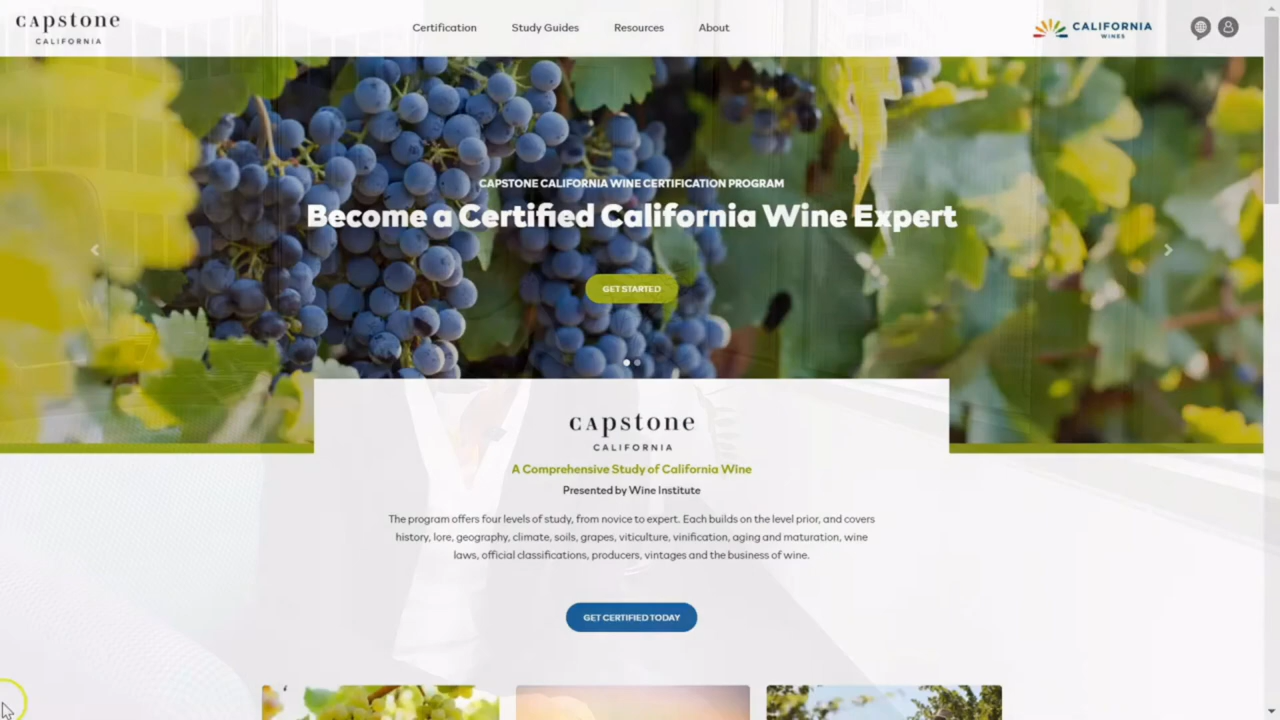 capstone
CALIFORNIA
Certification
Study Guides
Resources
About
CALIFORNIA
WINES
CAPSTONE CALIFORNIA WINE CERTIFICATION PROGRAM
Become a Certified California Wine Expert
GET STARTED
capstone
CALIFORNIA
A Comprehensive Study of California Wine
Presented by Wine Institute
The program offers four levels of study, from novice to expert. Each builds on the level prior, and covers
history, lore, geography, climate, soils, grapes, viticulture, vinification, aging and maturation, wine
laws, official classifications, producers, vintages and the business of wine.
GET CERTIFIED TODAY